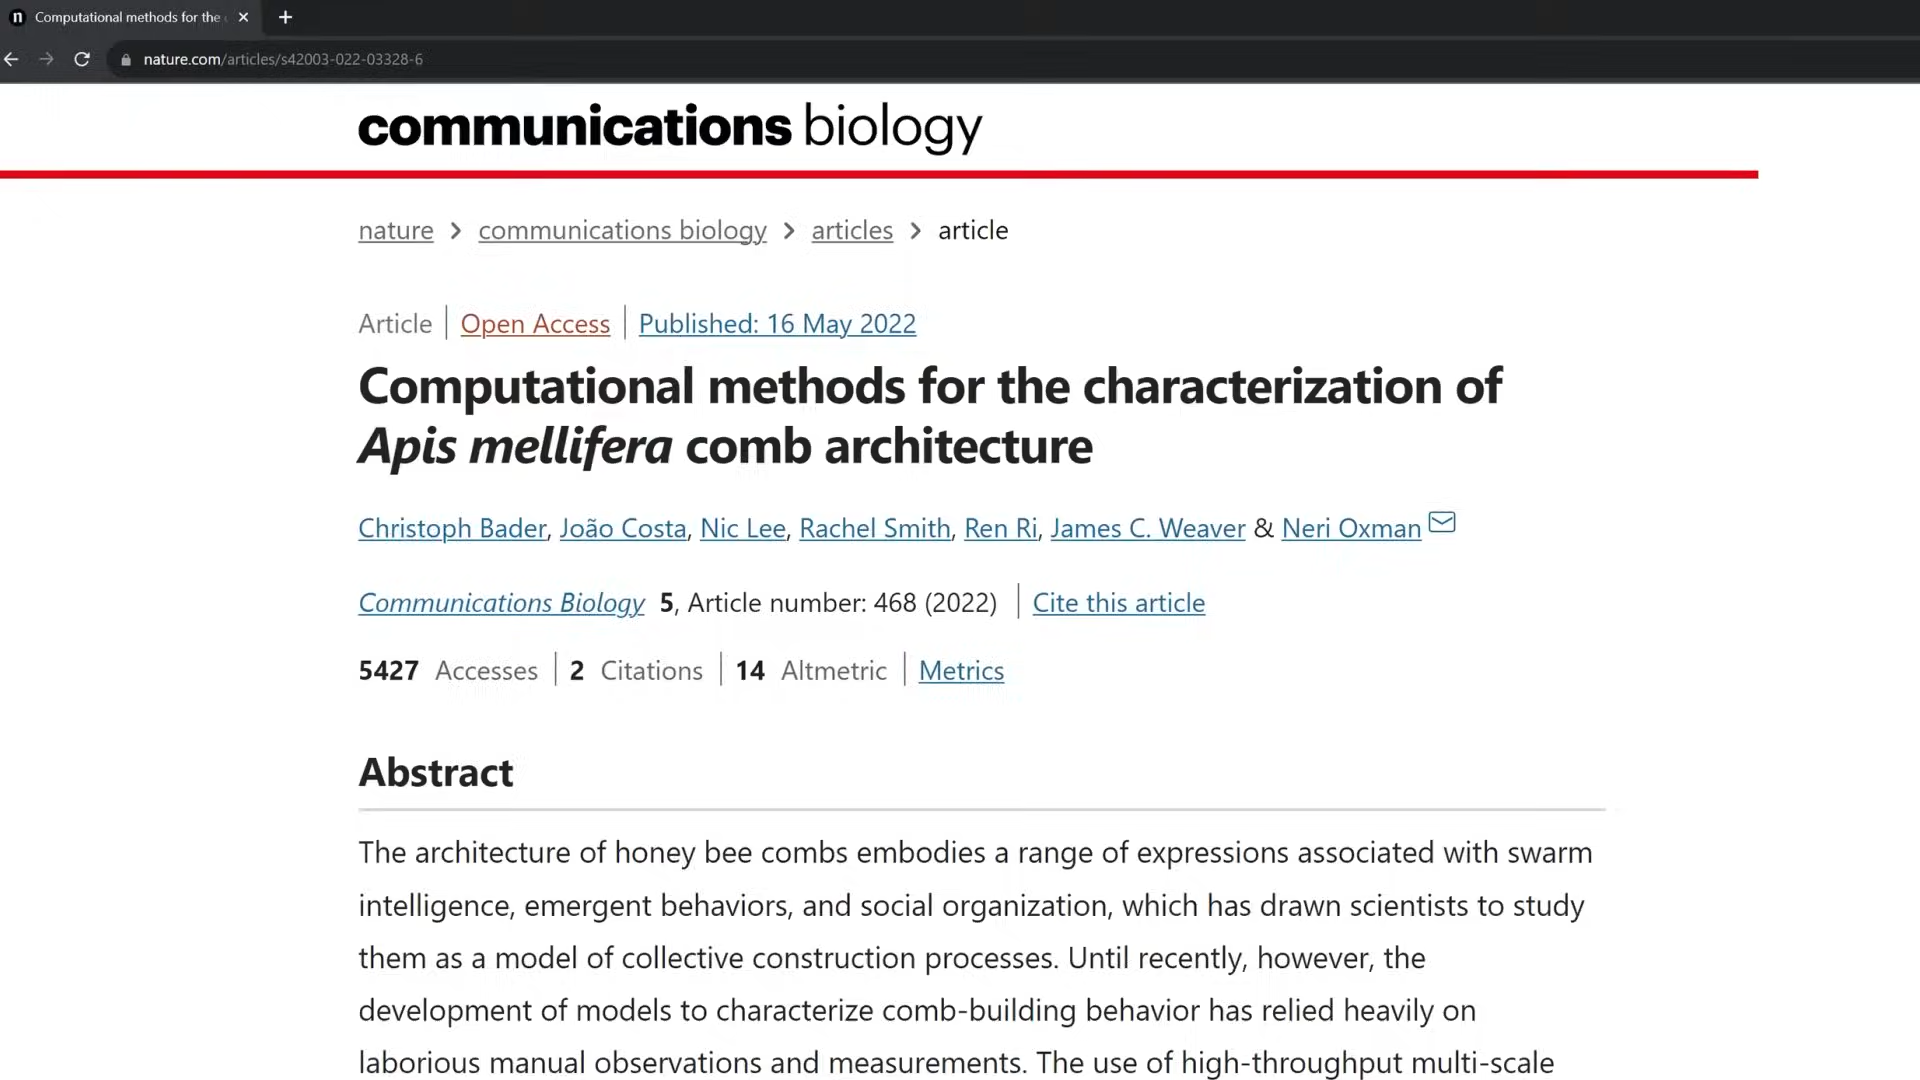 Computational methods for the
nature.com/articles/s42003-022-03328-6
communications biology
nature > communications biology > articles > article
Article | Open Access | Published: 16 May 2022
Computational methods for the characterization of
Apis mellifera comb architecture
Christoph Bader, João Costa, Nic Lee, Rachel Smith, Ren Ri, James C. Weaver & Neri Oxman
Communications Biology 5, Article number: 468 (2022) | Cite this article
5427 Accesses | 2 Citations | 14 Altmetric | Metrics
Abstract
The architecture of honey bee combs embodies a range of expressions associated with swarm
intelligence, emergent behaviors, and social organization, which has drawn scientists to study
them as a model of collective construction processes. Until recently, however, the
development of models to characterize comb-building behavior has relied heavily on
laborious manual observations and measurements. The use of high-throughput multi-scale